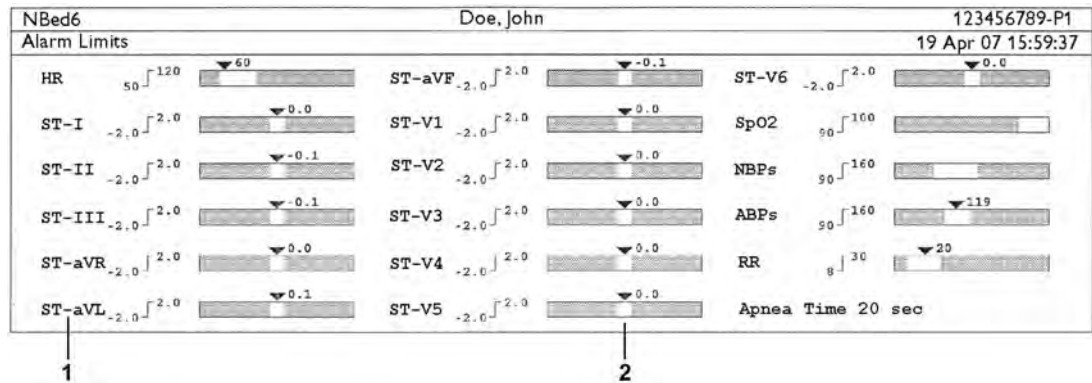 NBed6 Doe, John 123456789-P1
Alarm Limits 19 Apr 07 15:59:37
HR 50 120 60
ST-I -2.0 2.0 0.0
ST-II -2.0 2.0 -0.1
ST-III -2.0 2.0 -0.1
ST-aVR -2.0 2.0 0.0
ST-aVL -2.0 2.0 0.1
ST-aVF -2.0 2.0 -0.1
ST-V1 -2.0 2.0 0.0
ST-V2 -2.0 2.0 0.0
ST-V3 -2.0 2.0 0.0
ST-V4 -2.0 2.0 0.0
ST-V5 -2.0 2.0 0.0
ST-V6 -2.0 2.0 0.0
SpO2 90 100
NBPs 90 160
ABPs 90 160 119
RR 8 30 20
Apnea Time 20 sec
1 2